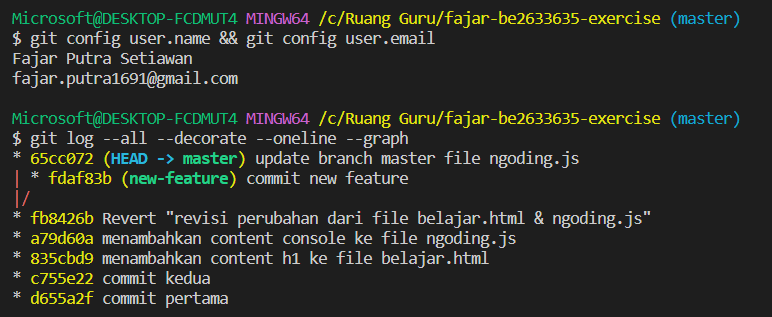 Microsoft@DESKTOP-FCDMUT4 MINGW64 /c/Ruang Guru/fajar-be2633635-exercise (master)
$ git config user.name && git config user.email
Fajar Putra Setiawan
fajar.putra1691@gmail.com
Microsoft@DESKTOP-FCDMUT4 MINGW64 /c/Ruang Guru/fajar-be2633635-exercise (master)
$ git log --all --decorate --oneline --graph
* 65cc072 (HEAD -> master) update branch master file ngoding.js
| * fdaf83b (new-feature) commit new feature
|/
* fb8426b Revert "revisi perubahan dari file belajar.html & ngoding.js"
* a79d60a menambahkan content console ke file ngoding.js
* 835cbd9 menambahkan content h1 ke file belajar.html
* c755e22 commit kedua
* d655a2f commit pertama